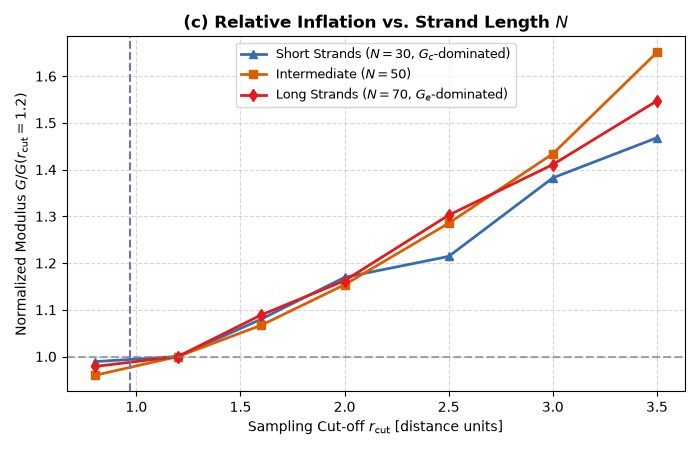 (c) Relative Inflation vs. Strand Length N
Short Strands (N = 30, Gc-dominated)
Intermediate (N = 50)
Long Strands (N = 70, Ge-dominated)
Normalized Modulus G/G(rcut = 1.2)
1.6
1.5
1.4
1.3
1.2
1.1
1.0
1.0 1.5 2.0 2.5 3.0 3.5
Sampling Cut-off rcut [distance units]